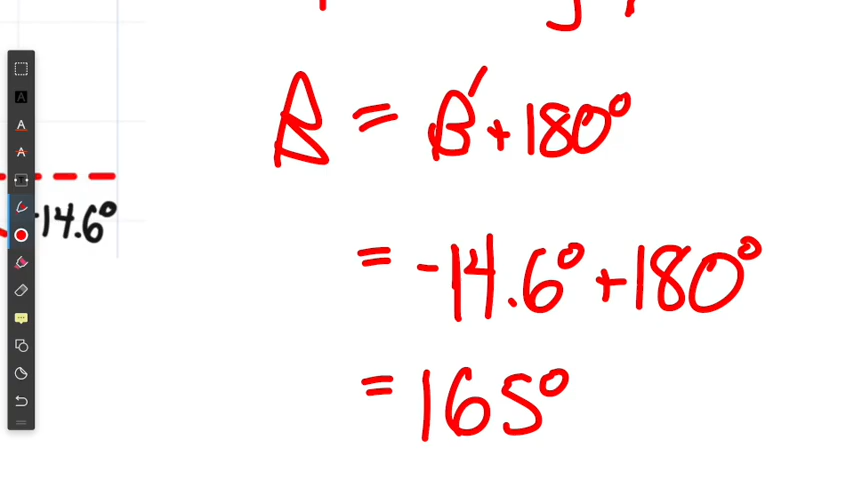 B = B' + 180°
-14.6°
= -14.6° + 180°
= 165°